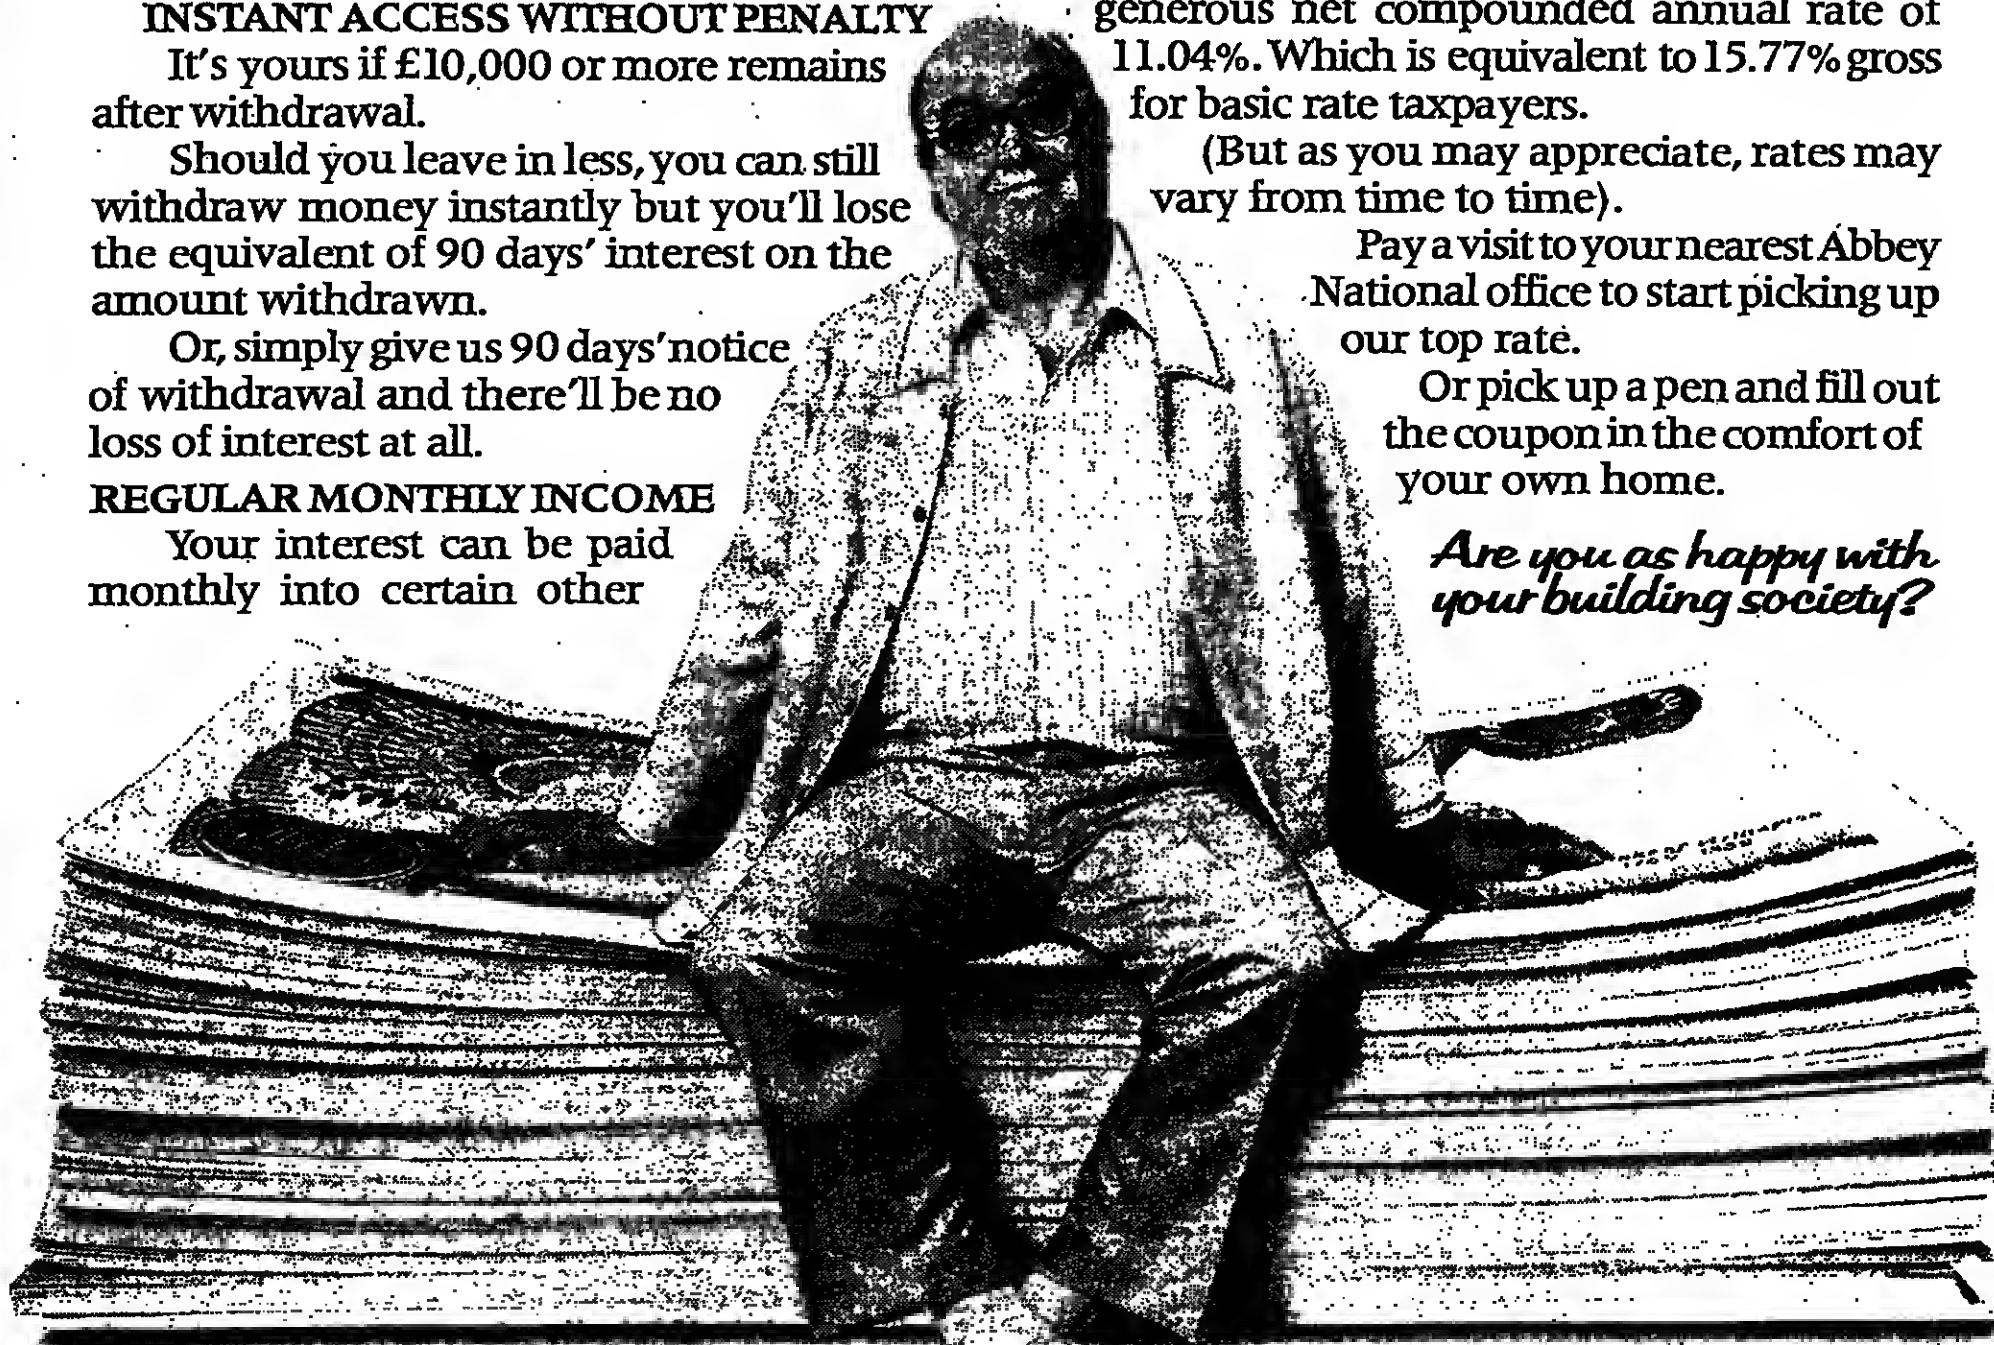 INSTANT ACCESS WITHOUT PENALTY
It's yours if £10,000 or more remains
after withdrawal.
Should you leave in less, you can still
withdraw money instantly but you'll lose
the equivalent of 90 days' interest on the
amount withdrawn.
Or, simply give us 90 days' notice
of withdrawal and there'll be no
loss of interest at all.
REGULAR MONTHLY INCOME
Your interest can be paid
monthly into certain other
generous net compounded annual rate of
11.04%. Which is equivalent to 15.77% gross
for basic rate taxpayers.
(But as you may appreciate, rates may
vary from time to time).
Pay a visit to your nearest Abbey
National office to start picking up
our top rate.
Or pick up a pen and fill out
the coupon in the comfort of
your own home.
Are you as happy with
your building society?